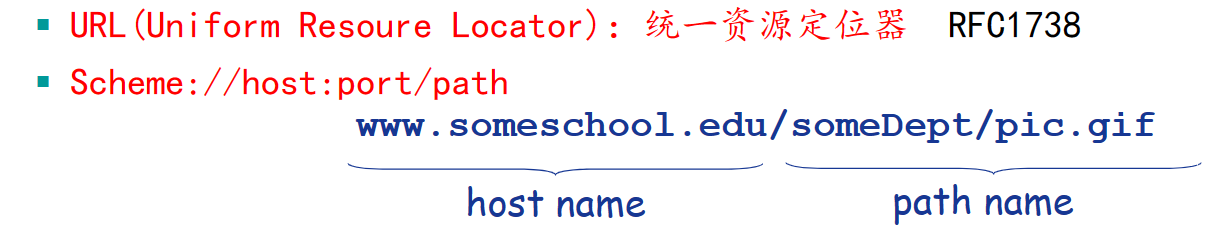 URL(Uniform Resoure Locator): 统一资源定位器 RFC1738
Scheme://host:port/path
www.someschool.edu/someDept/pic.gif
host name path name